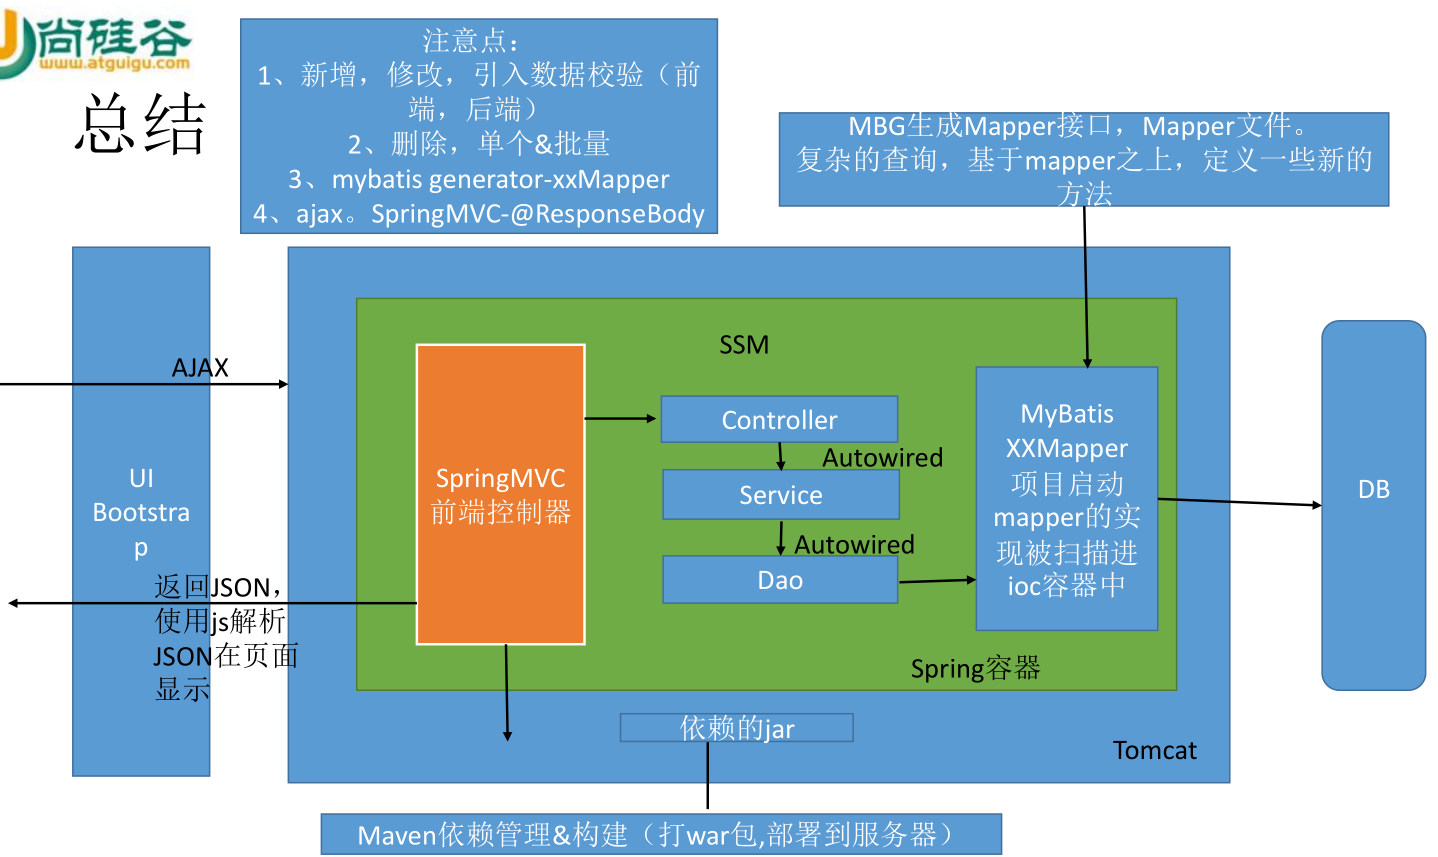 尚硅谷
www.atguigu.com
总结
注意点：
1、新增，修改，引入数据校验（前
端，后端）
2、删除，单个&批量
3、mybatis generator-xxMapper
4、ajax。SpringMVC-@ResponseBody
MBG生成Mapper接口，Mapper文件。
复杂的查询，基于mapper之上，定义一些新的
方法
AJAX
UI
Bootstra
p
返回JSON，
使用js解析
JSON在页面
显示
SSM
SpringMVC
前端控制器
Controller
Autowired
Service
Autowired
Dao
MyBatis
XXMapper
项目启动
mapper的实
现被扫描进
ioc容器中
DB
Spring容器
依赖的jar
Tomcat
Maven依赖管理&构建（打war包,部署到服务器）